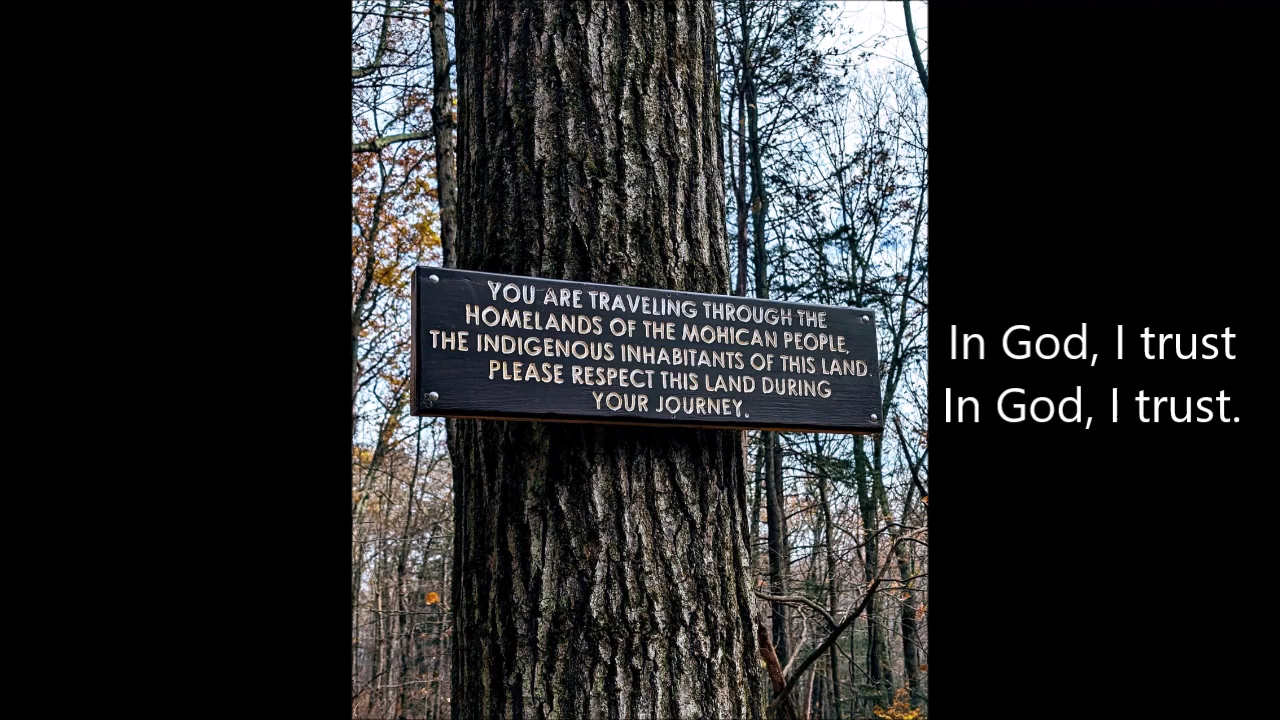 YOU ARE TRAVELING THROUGH THE
HOMELANDS OF THE MOHICAN PEOPLE,
THE INDIGENOUS INHABITANTS OF THIS LAND.
PLEASE RESPECT THIS LAND DURING
YOUR JOURNEY.
In God, I trust
In God, I trust.